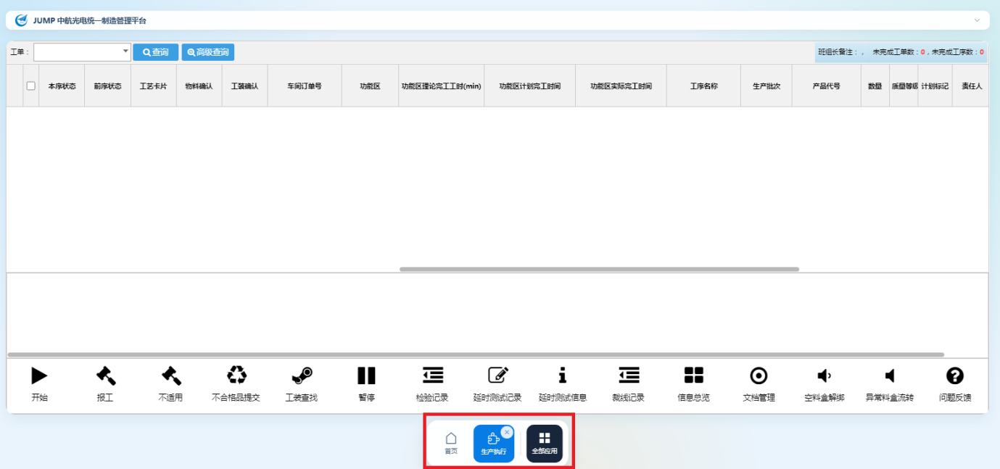 JUMP 中航光电统一制造管理平台
工单： 查询 高级查询 班组长备注：， 未完成工单数：0，未完成工序数：0
本序状态 前序状态 工艺卡片 物料确认 工装确认 车间订单号 功能区 功能区理论完工工时(min) 功能区计划完工时间 功能区实际完工时间 工序名称 生产批次 产品代号 数量 质量等级 计划标记 责任人
开始 报工 不适用 不合格品提交 工装查找 暂停 检验记录 延时测试记录 延时测试信息 裁线记录 信息总览 文档管理 空料盒解绑 异常料盒流转 问题反馈
首页 生产执行 全部应用